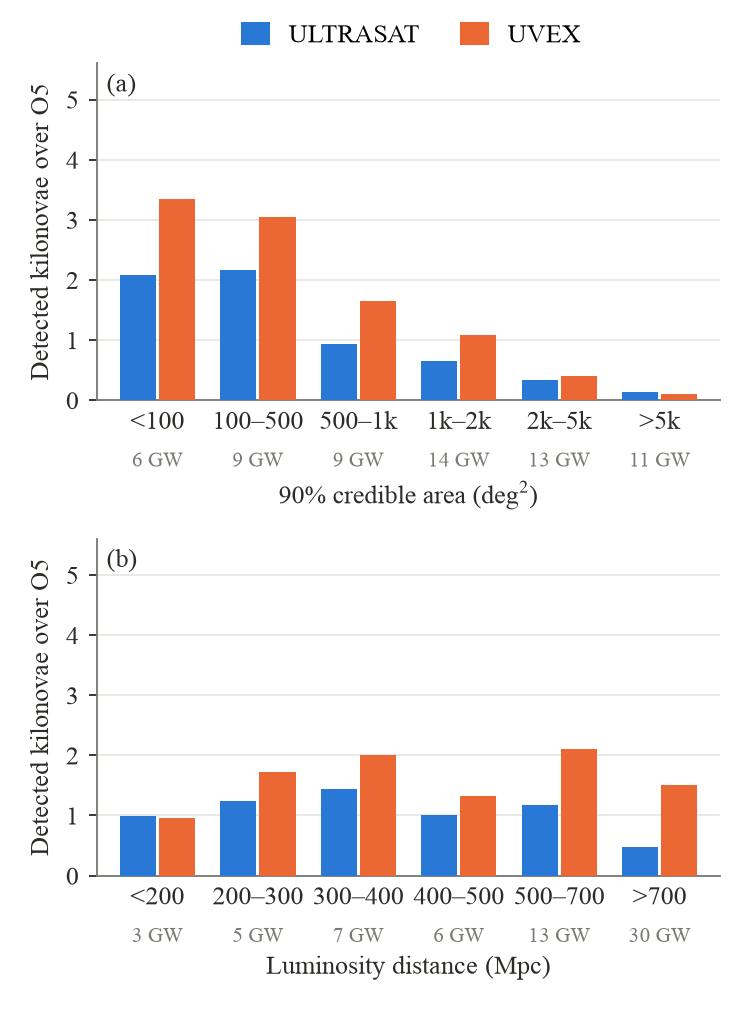 ULTRASAT UVEX
(a)
Detected kilonovae over O5
5
4
3
2
1
0
<100 100–500 500–1k 1k–2k 2k–5k >5k
6 GW 9 GW 9 GW 14 GW 13 GW 11 GW
90% credible area (deg²)
(b)
Detected kilonovae over O5
5
4
3
2
1
0
<200 200–300 300–400 400–500 500–700 >700
3 GW 5 GW 7 GW 6 GW 13 GW 30 GW
Luminosity distance (Mpc)